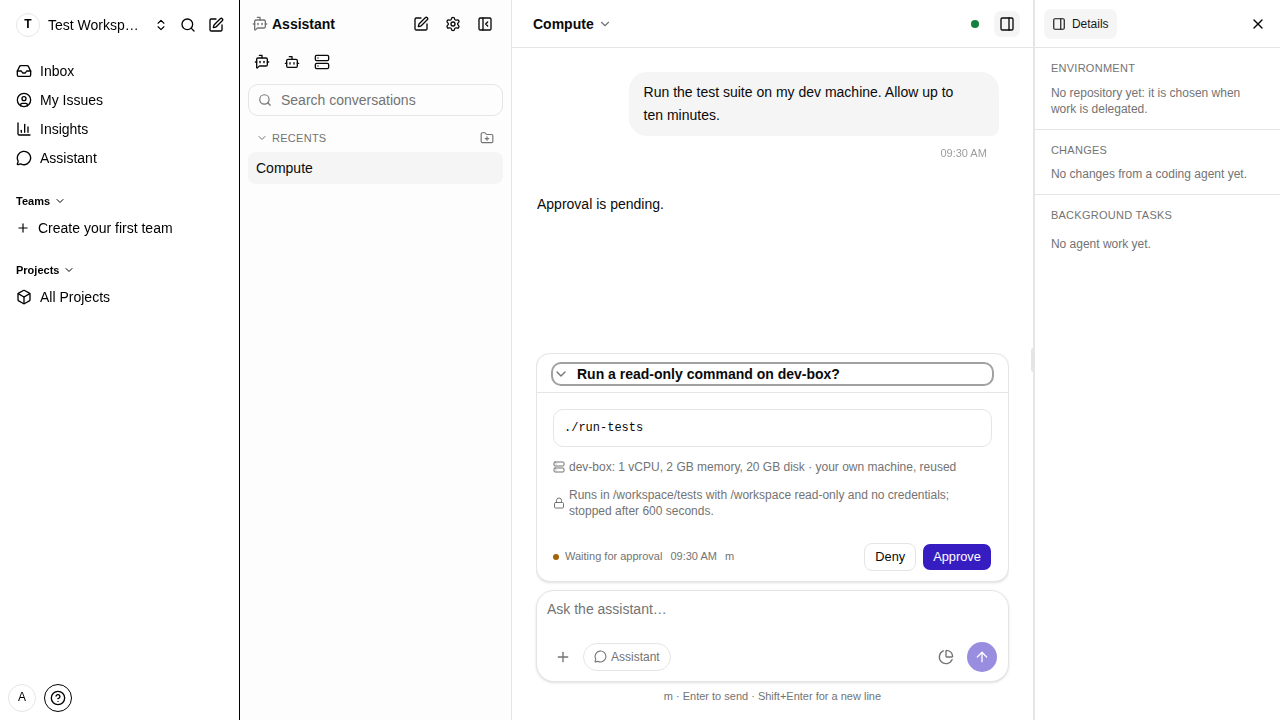 T
Test Worksp…
Inbox
My Issues
Insights
Assistant
Teams
Create your first team
Projects
All Projects
A
Assistant
Search conversations
RECENTS
Compute
Compute
Run the test suite on my dev machine. Allow up to
ten minutes.
09:30 AM
Approval is pending.
Run a read-only command on dev-box?
./run-tests
dev-box: 1 vCPU, 2 GB memory, 20 GB disk · your own machine, reused
Runs in /workspace/tests with /workspace read-only and no credentials;
stopped after 600 seconds.
Waiting for approval 09:30 AM m
Deny
Approve
Ask the assistant…
Assistant
m · Enter to send · Shift+Enter for a new line
Details
ENVIRONMENT
No repository yet: it is chosen when
work is delegated.
CHANGES
No changes from a coding agent yet.
BACKGROUND TASKS
No agent work yet.